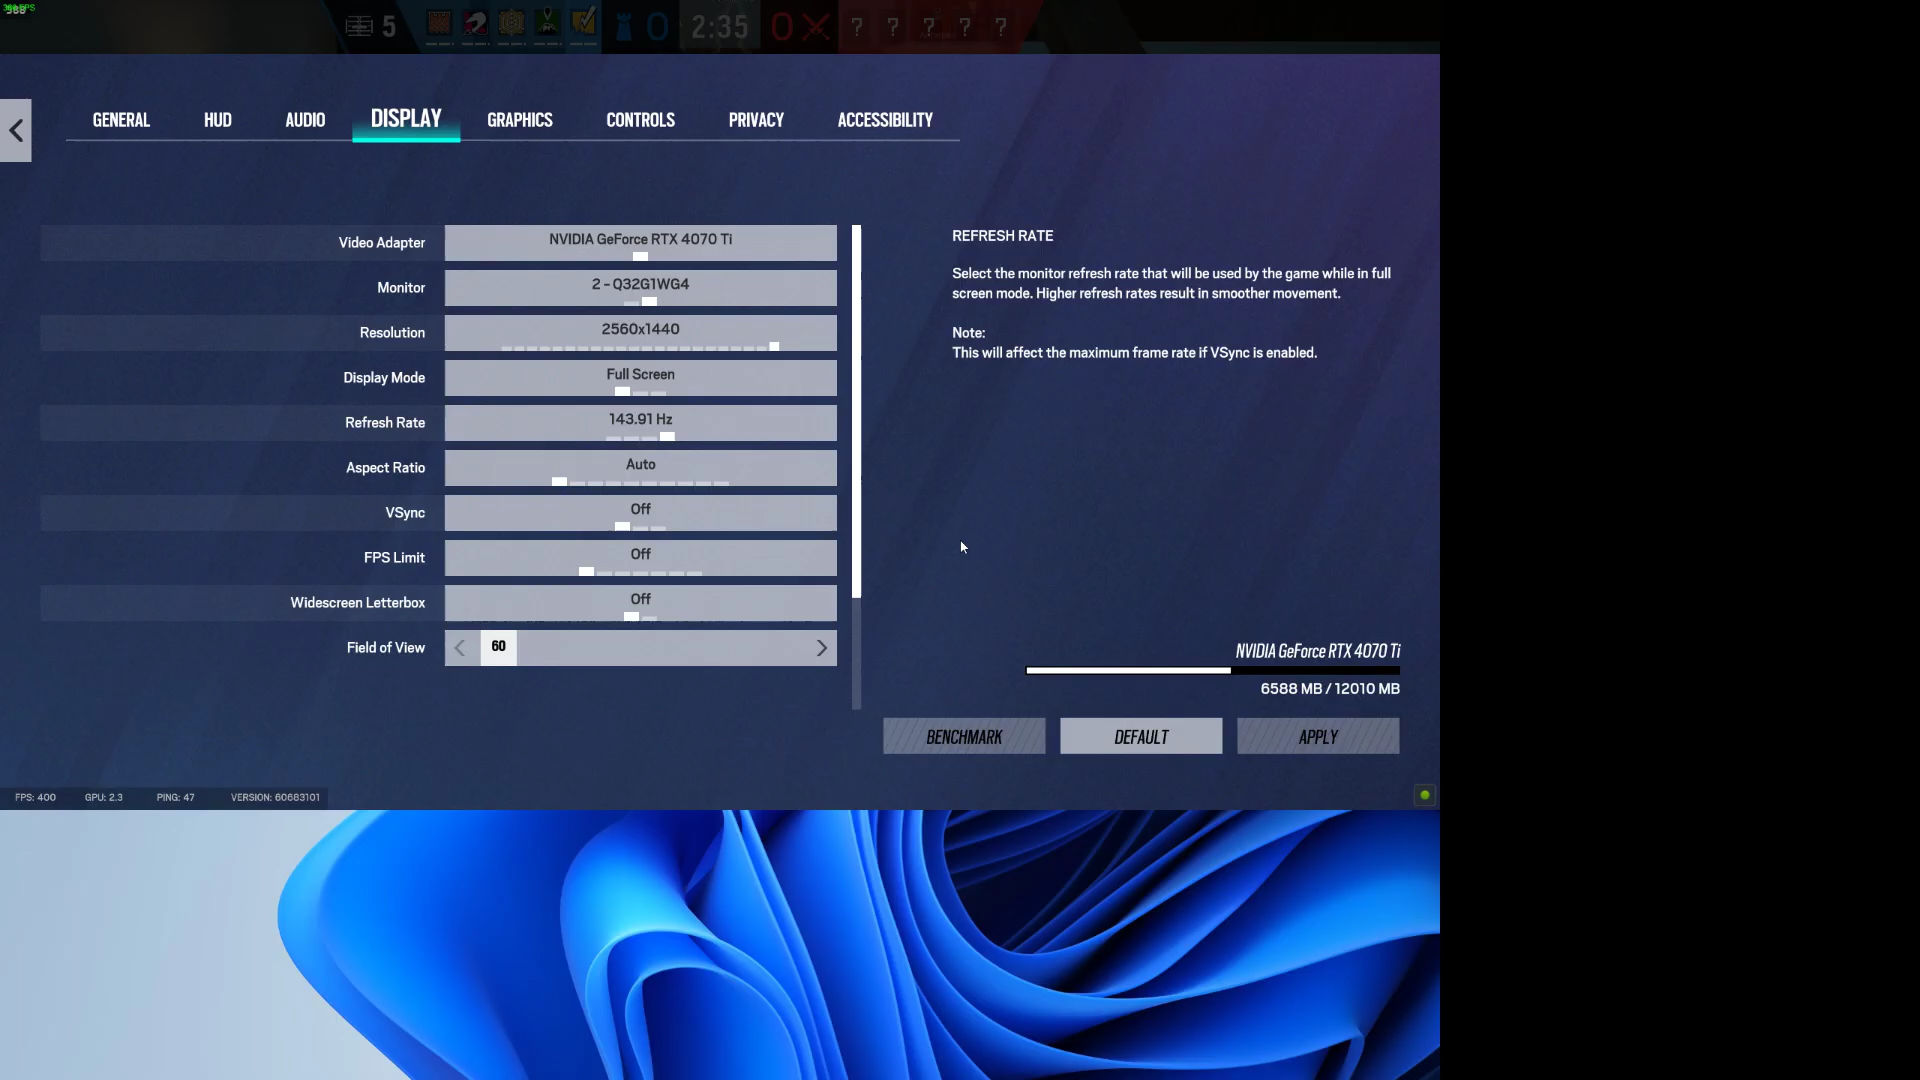 5 0 2:35 0 ? ? ? ? ?
GENERAL HUD AUDIO DISPLAY GRAPHICS CONTROLS PRIVACY ACCESSIBILITY
Video Adapter NVIDIA GeForce RTX 4070 Ti
Monitor 2 - Q32G1WG4
Resolution 2560x1440
Display Mode Full Screen
Refresh Rate 143.91 Hz
Aspect Ratio Auto
VSync Off
FPS Limit Off
Widescreen Letterbox Off
Field of View 60
REFRESH RATE
Select the monitor refresh rate that will be used by the game while in full
screen mode. Higher refresh rates result in smoother movement.
Note:
This will affect the maximum frame rate if VSync is enabled.
NVIDIA GeForce RTX 4070 Ti
6588 MB / 12010 MB
BENCHMARK DEFAULT APPLY
FPS: 400 GPU: 2.3 PING: 47 VERSION: 60683101